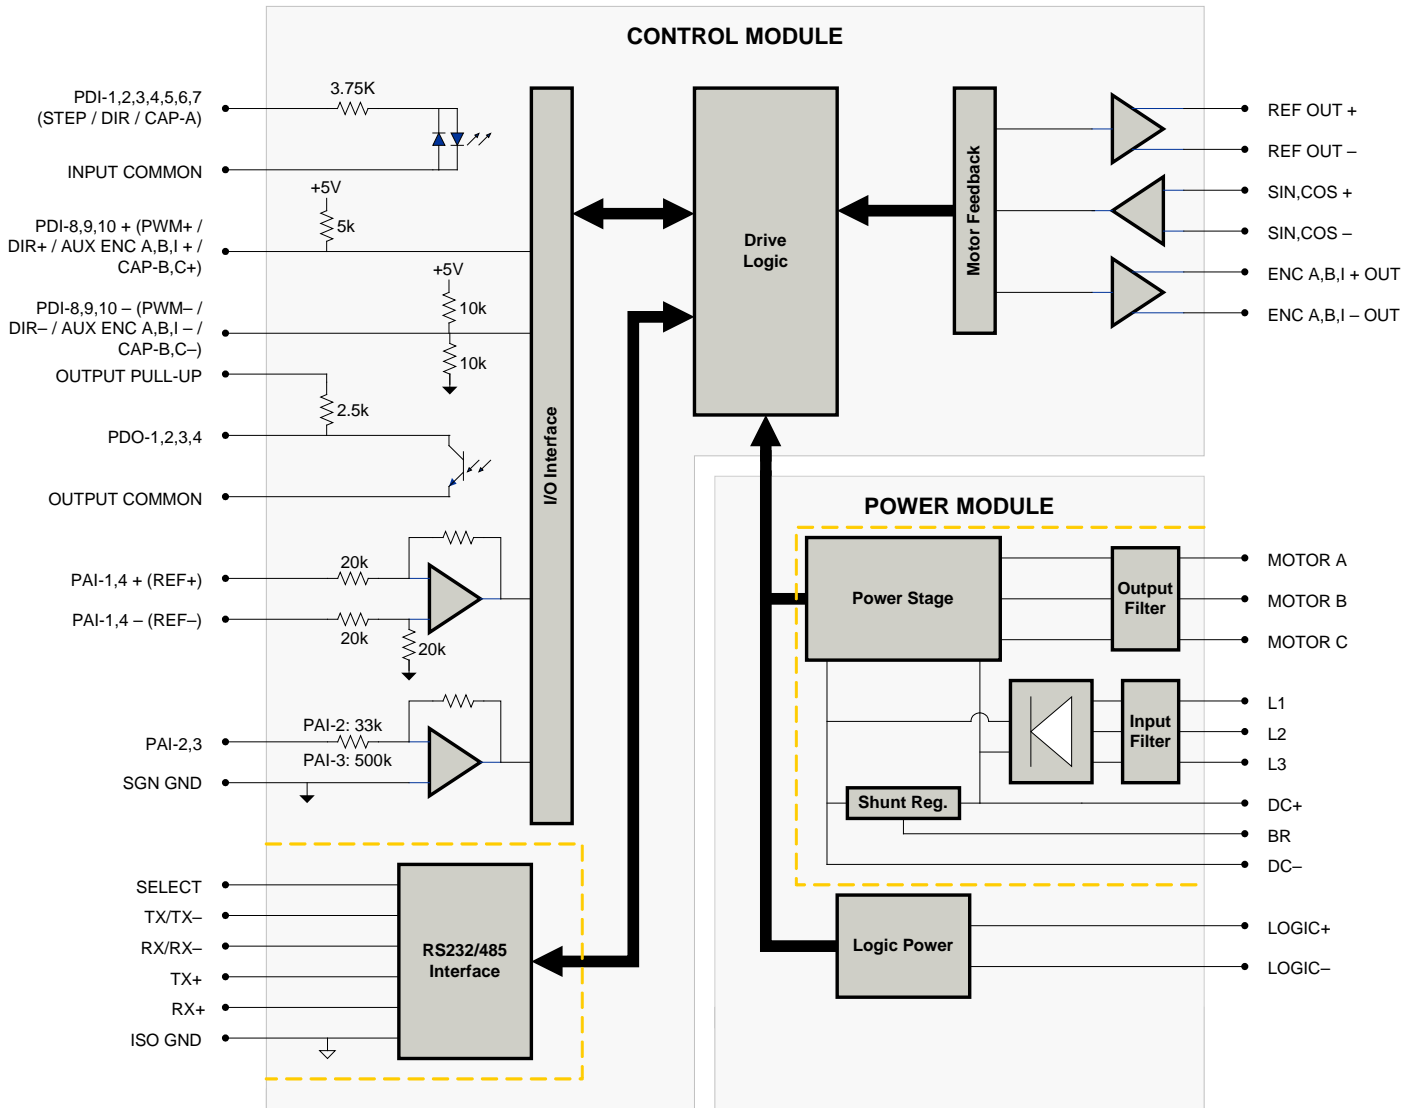 CONTROL MODULE
PDI-1,2,3,4,5,6,7
(STEP / DIR / CAP-A)
3.75K
INPUT COMMON
+5V
5k
PDI-8,9,10 + (PWM+ /
DIR+ / AUX ENC A,B,I + /
CAP-B,C+)
+5V
10k
PDI-8,9,10 – (PWM– /
DIR– / AUX ENC A,B,I – /
CAP-B,C–)
10k
OUTPUT PULL-UP
2.5k
PDO-1,2,3,4
OUTPUT COMMON
PAI-1,4 + (REF+)
20k
PAI-1,4 – (REF–)
20k
20k
PAI-2,3
PAI-2: 33k
PAI-3: 500k
SGN GND
I/O Interface
Drive
Logic
Motor Feedback
REF OUT +
REF OUT –
SIN,COS +
SIN,COS –
ENC A,B,I + OUT
ENC A,B,I – OUT
SELECT
TX/TX–
RX/RX–
TX+
RX+
ISO GND
RS232/485
Interface
POWER MODULE
Power Stage
Output
Filter
MOTOR A
MOTOR B
MOTOR C
Input
Filter
L1
L2
L3
Shunt Reg.
DC+
BR
DC–
Logic Power
LOGIC+
LOGIC–